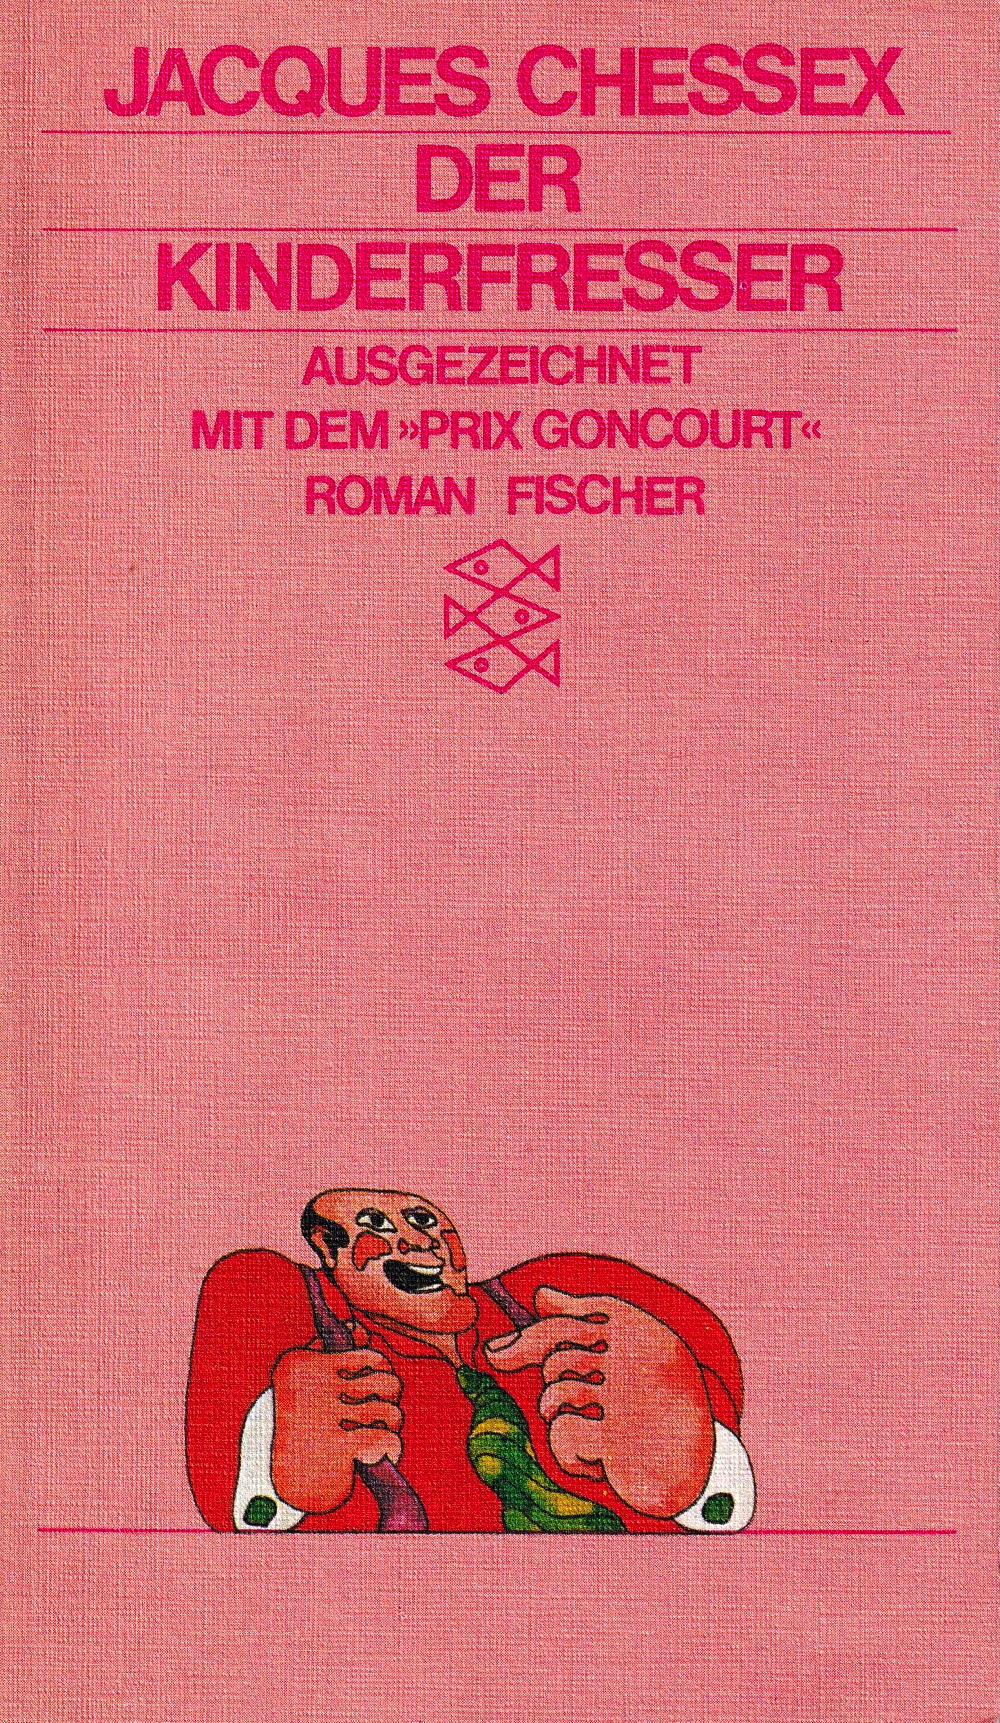 JACQUES CHESSEX
DER
KINDERFRESSER
AUSGEZEICHNET
MIT DEM »PRIX GONCOURT«
ROMAN FISCHER